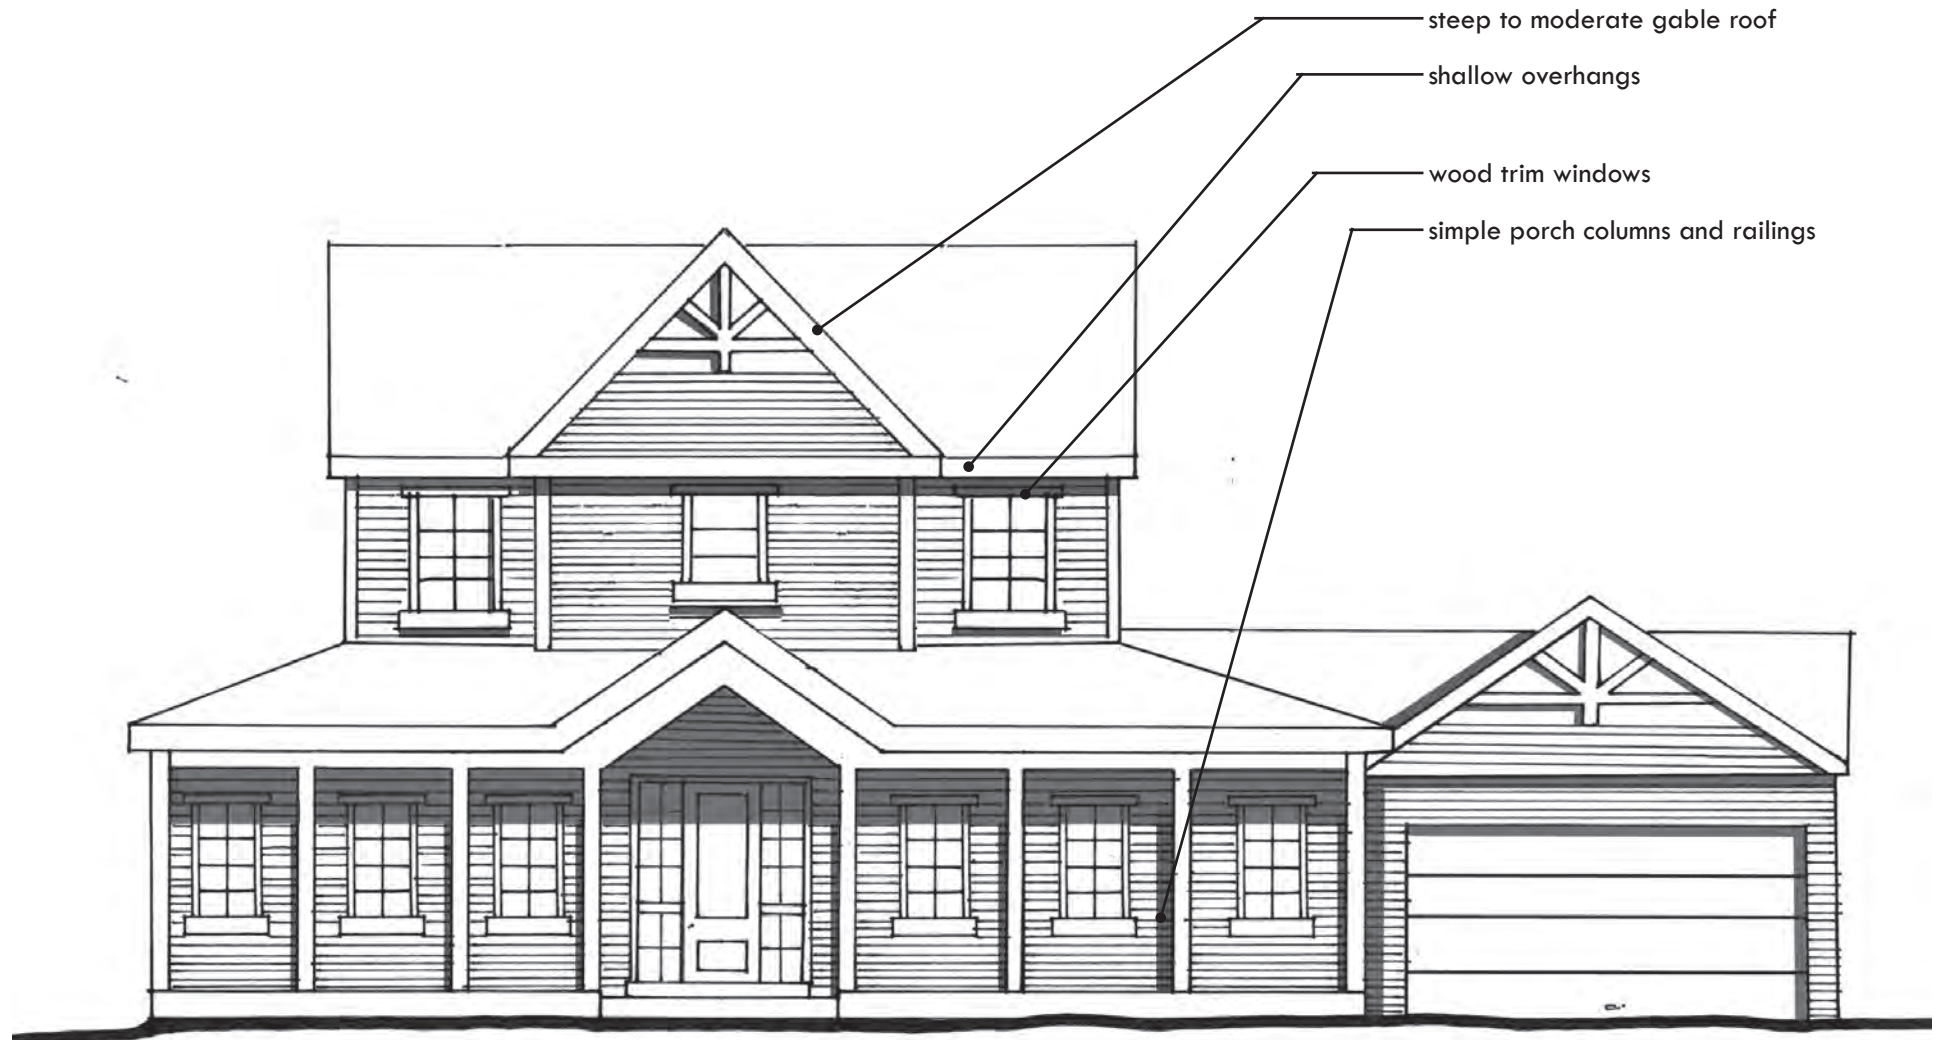 steep to moderate gable roof
shallow overhangs
wood trim windows
simple porch columns and railings